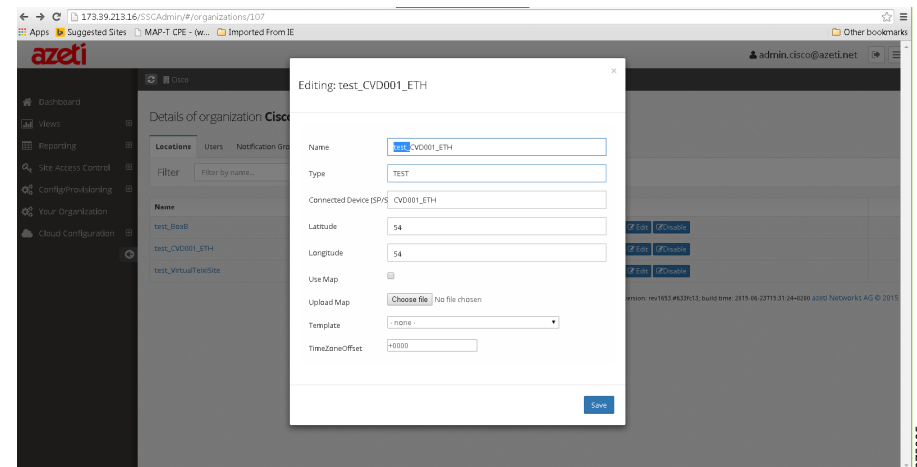 173.39.213.16/SSCAdmin/#/organizations/107
Apps Suggested Sites MAP-T CPE - (w... Imported From IE Other bookmarks
azeti admin.cisco@azeti.net
Cisco
Dashboard
Views
Reporting
Site Access Control
Config/Provisioning
Your Organization
Cloud Configuration
Details of organization Cisco
Locations Users Notification Gro
Filter Filter by name...
Name
test_BoxB Edit Disable
test_CVD001_ETH Edit Disable
test_VirtualTelxiSite Edit Disable
version: rev1653.#633fc13; build time: 2015-06-23T15:31:24+0200 azeti Networks AG © 2015
Editing: test_CVD001_ETH
×
Name test_CVD001_ETH
Type TEST
Connected Device (SP/S CVD001_ETH
Latitude 54
Longitude 54
Use Map
Upload Map Choose file No file chosen
Template - none -
TimeZoneOffset +0000
Save